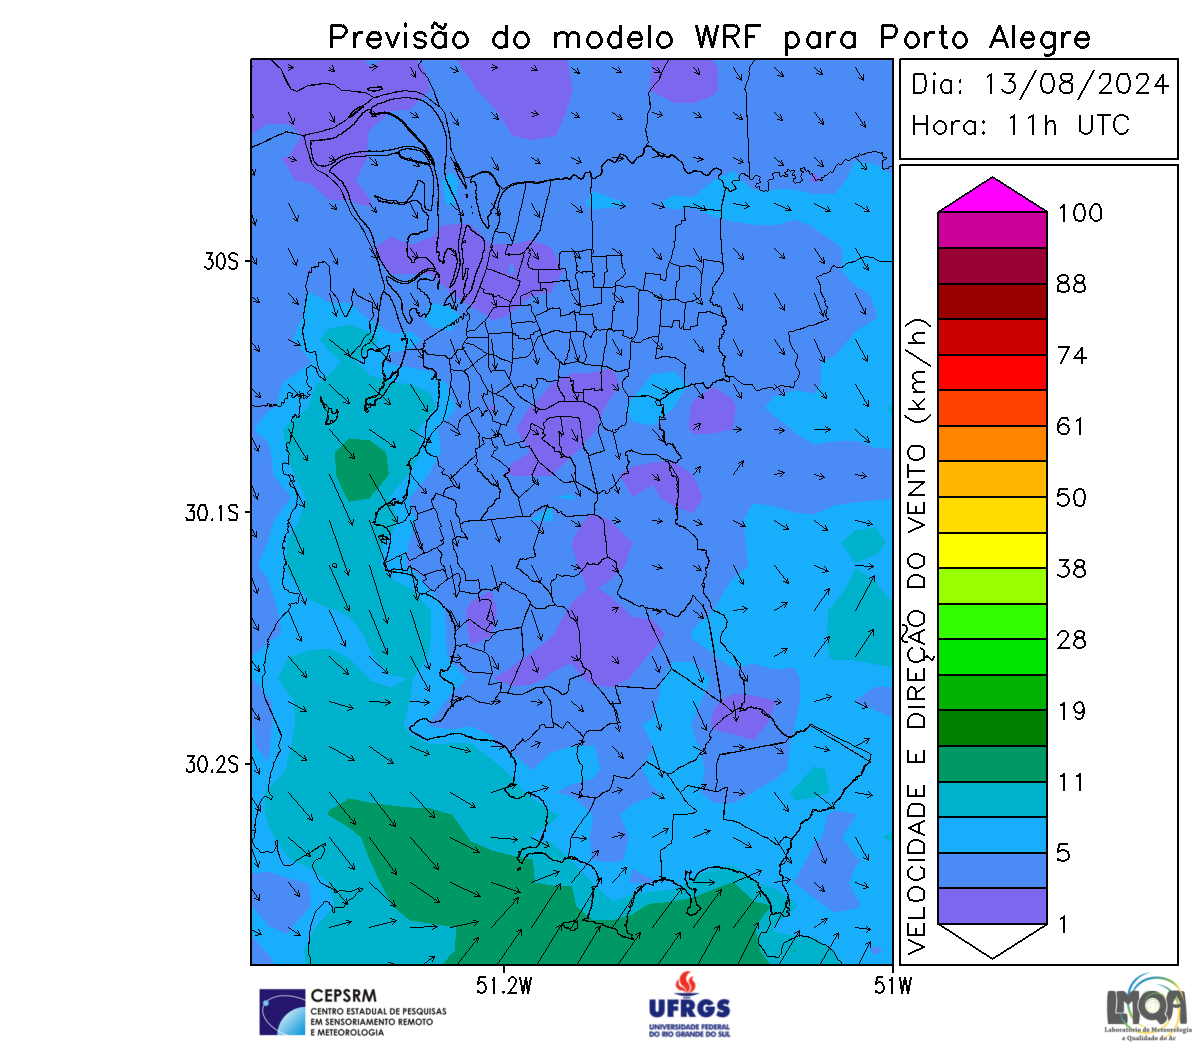 Previsão do modelo WRF para Porto Alegre
Dia: 13/08/2024
Hora: 11h UTC
30S
30.1S
30.2S
51.2W
51W
VELOCIDADE E DIREÇÃO DO VENTO (km/h)
100
88
74
61
50
38
28
19
11
5
1
CEPSRM
CENTRO ESTADUAL DE PESQUISAS
EM SENSORIAMENTO REMOTO
E METEOROLOGIA
UFRGS
UNIVERSIDADE FEDERAL
DO RIO GRANDE DO SUL
LMQA
Laboratório de Meteorologia
e Qualidade do Ar